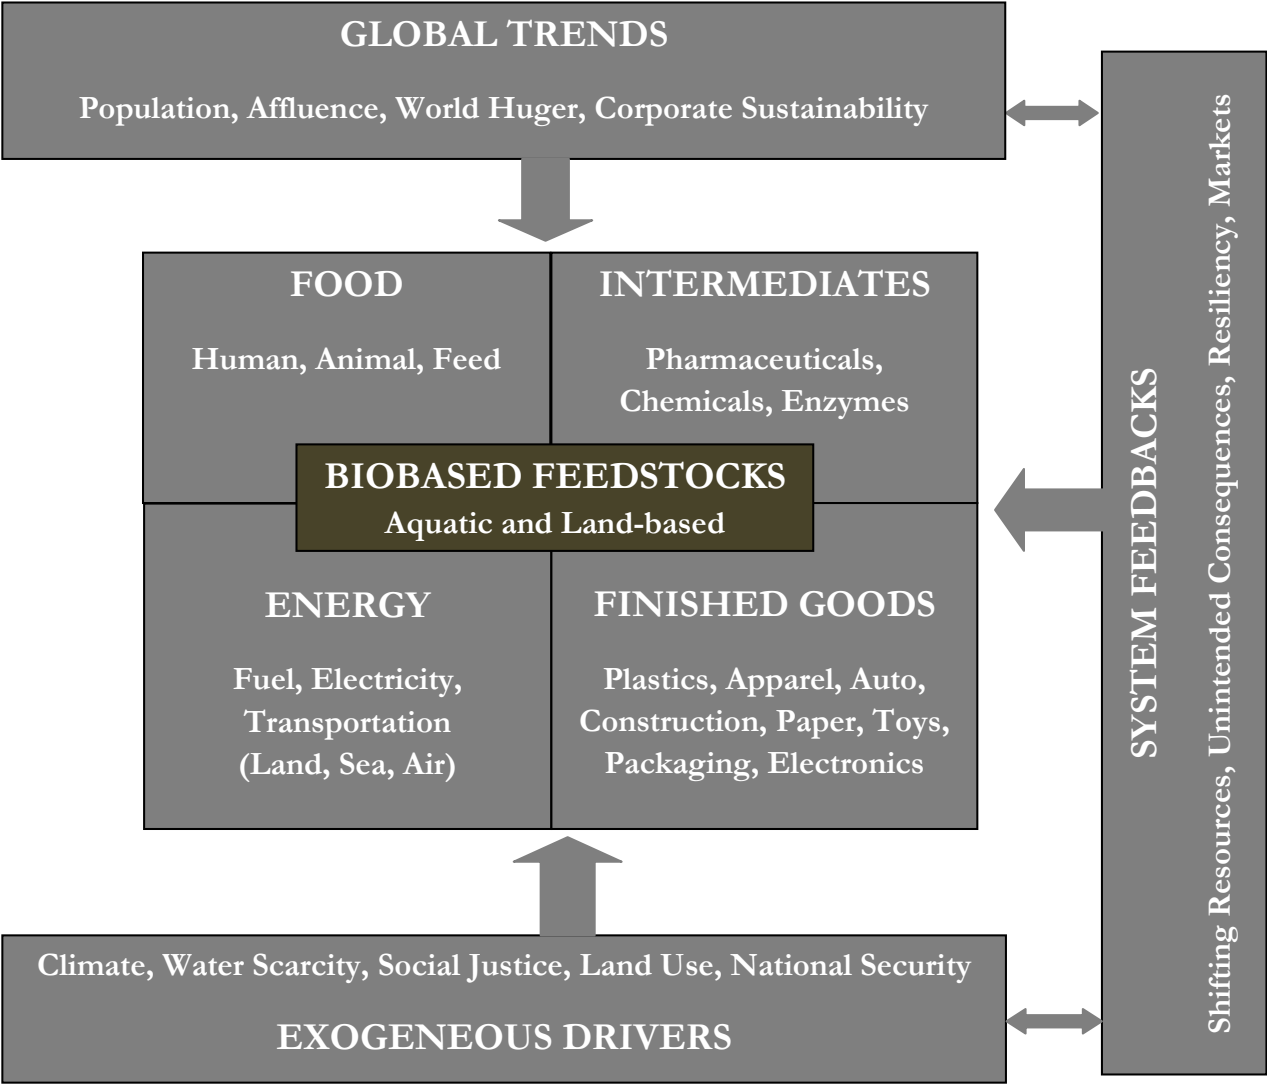 GLOBAL TRENDS
Population, Affluence, World Huger, Corporate Sustainability
FOOD
Human, Animal, Feed
INTERMEDIATES
Pharmaceuticals,
Chemicals, Enzymes
BIOBASED FEEDSTOCKS
Aquatic and Land-based
ENERGY
Fuel, Electricity,
Transportation
(Land, Sea, Air)
FINISHED GOODS
Plastics, Apparel, Auto,
Construction, Paper, Toys,
Packaging, Electronics
Climate, Water Scarcity, Social Justice, Land Use, National Security
EXOGENEOUS DRIVERS
SYSTEM FEEDBACKS
Shifting Resources, Unintended Consequences, Resiliency, Markets